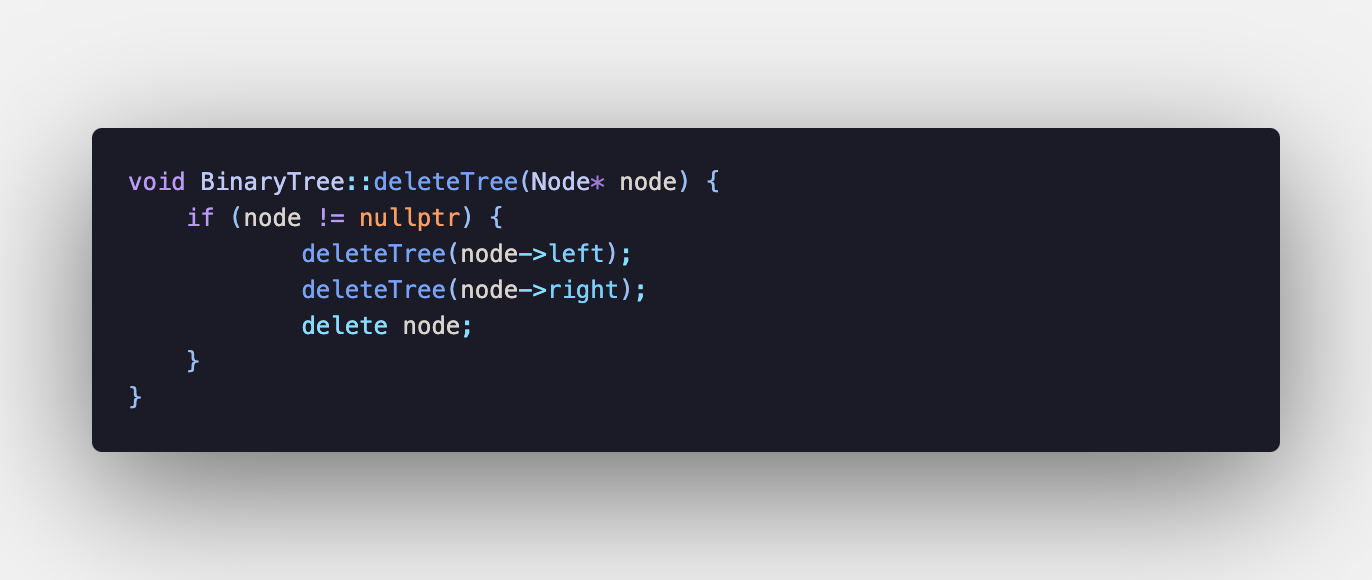 void BinaryTree::deleteTree(Node* node) {
    if (node != nullptr) {
            deleteTree(node->left);
            deleteTree(node->right);
            delete node;
    }
}